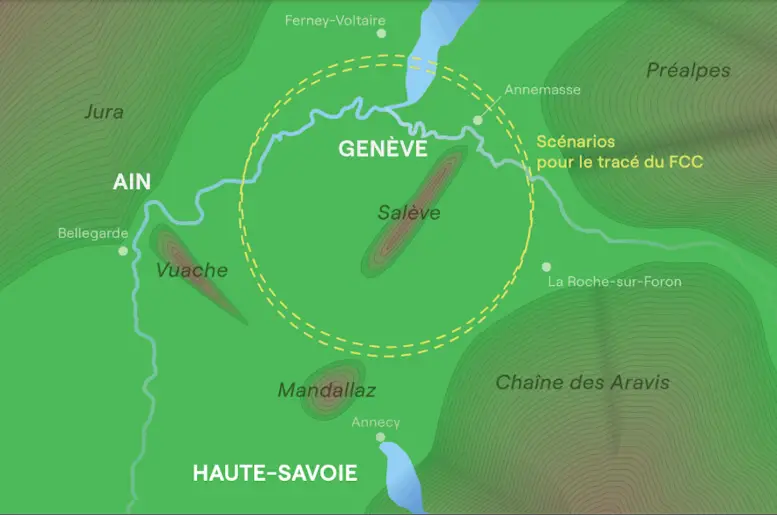 Ferney-Voltaire
Préalpes
Annemasse
Jura
Scénarios
pour le tracé du FCC
GENÈVE
AIN
Salève
Bellegarde
Vuache
La Roche-sur-Foron
Mandallaz
Chaîne des Aravis
Annecy
HAUTE-SAVOIE